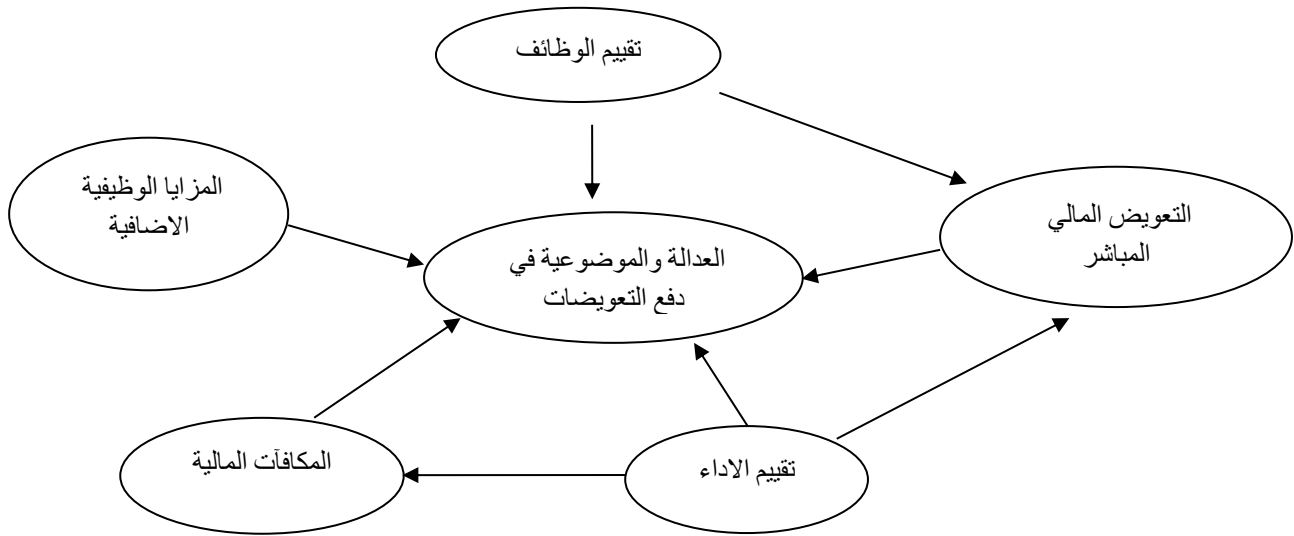 تقييم الوظائف
المزايا الوظيفية
الاضافية
التعويض المالي
المباشر
العدالة والموضوعية في
دفع التعويضات
المكافآت المالية
تقييم الاداء